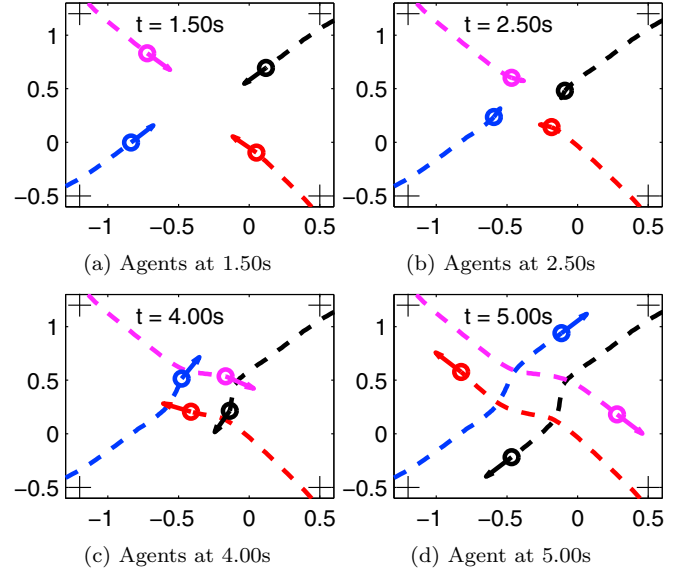 t = 1.50s
t = 2.50s
1
0.5
0
−0.5
1
0.5
0
−0.5
−1 −0.5 0 0.5
−1 −0.5 0 0.5
(a) Agents at 1.50s
(b) Agents at 2.50s
t = 4.00s
t = 5.00s
1
0.5
0
−0.5
1
0.5
0
−0.5
−1 −0.5 0 0.5
−1 −0.5 0 0.5
(c) Agents at 4.00s
(d) Agent at 5.00s